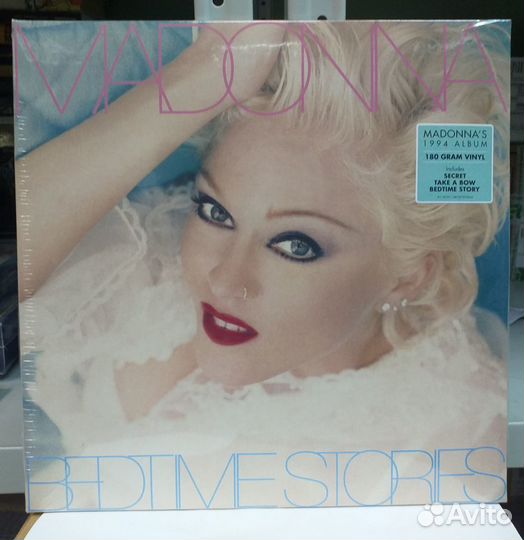 MADONNA
MADONNA'S
1994 ALBUM
180 GRAM VINYL
includes
SECRET
TAKE A BOW
BEDTIME STORY
BEDTIME STORIES
Avito